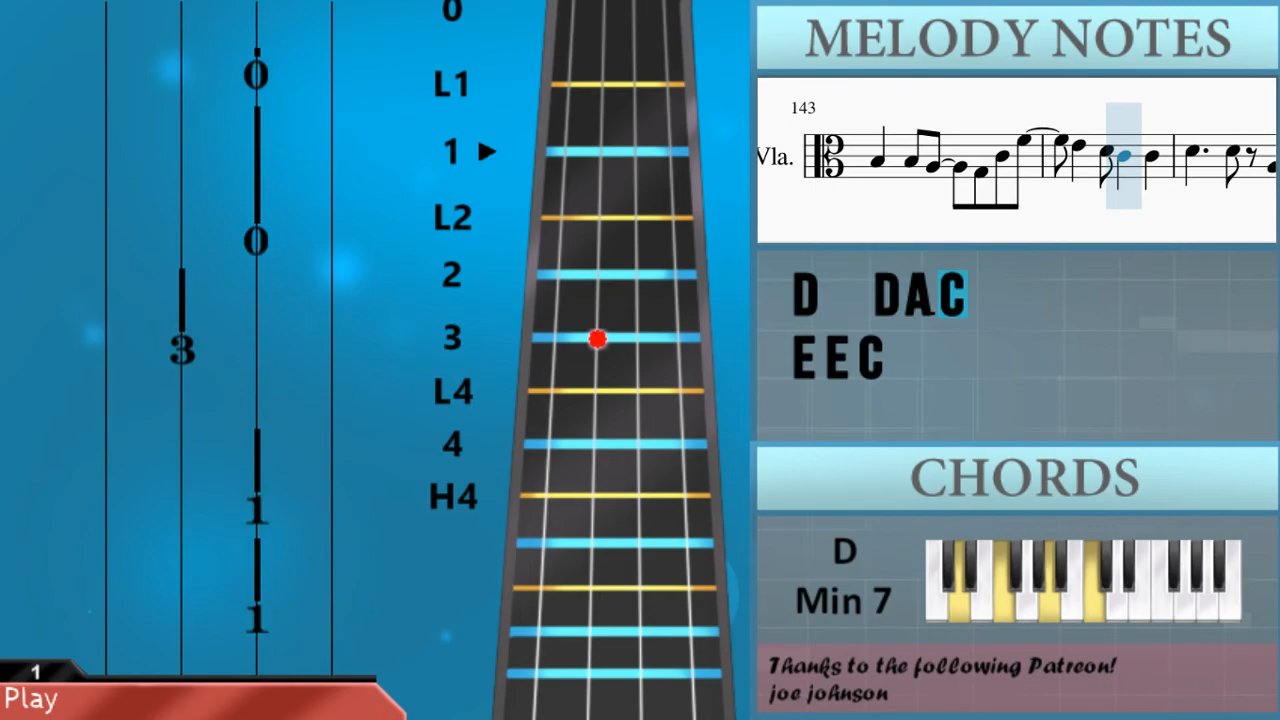 0
0
3
1
1
1
Play
0
L1
1
L2
2
3
L4
4
H4
MELODY NOTES
143
Vla.
D DAC
EEC
CHORDS
D
Min 7
Thanks to the following Patreon!
joe johnson